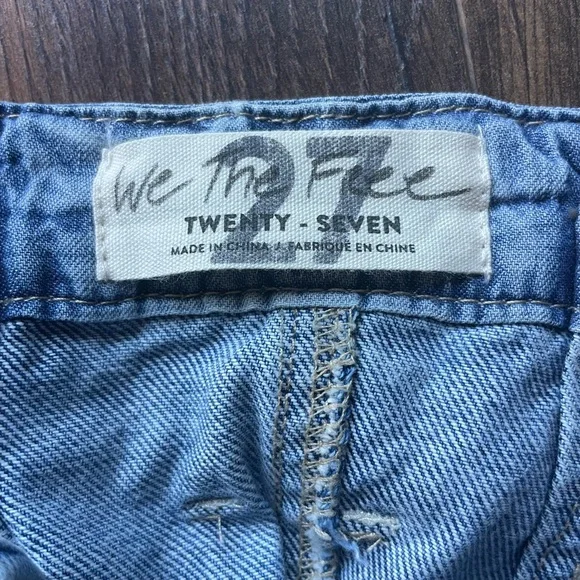 27
We The Free
TWENTY - SEVEN
MADE IN CHINA / FABRIQUÉ EN CHINE